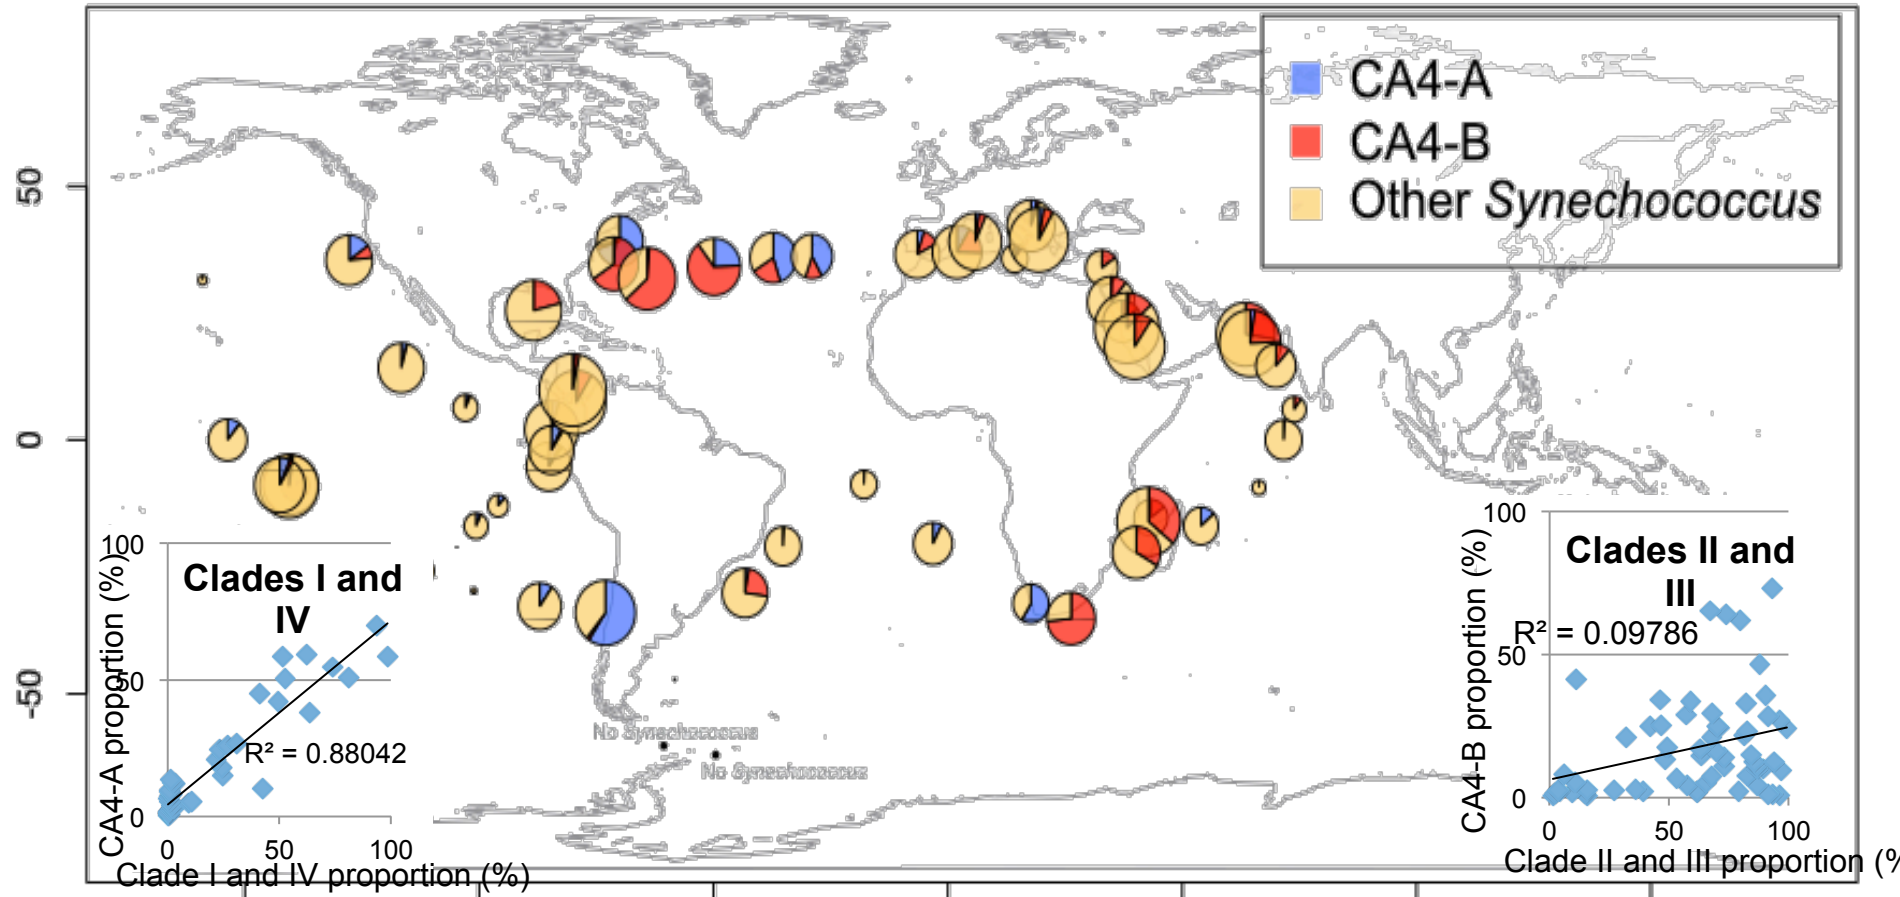 CA4-A
CA4-B
Other Synechococcus
50
0
-50
No Synechococcus
No Synechococcus
CA4-A proportion (%)
100
50
0
Clades I and
IV
R² = 0.88042
0 50 100
Clade I and IV proportion (%)
CA4-B proportion (%)
100
50
0
Clades II and
III
R² = 0.09786
0 50 100
Clade II and III proportion (%